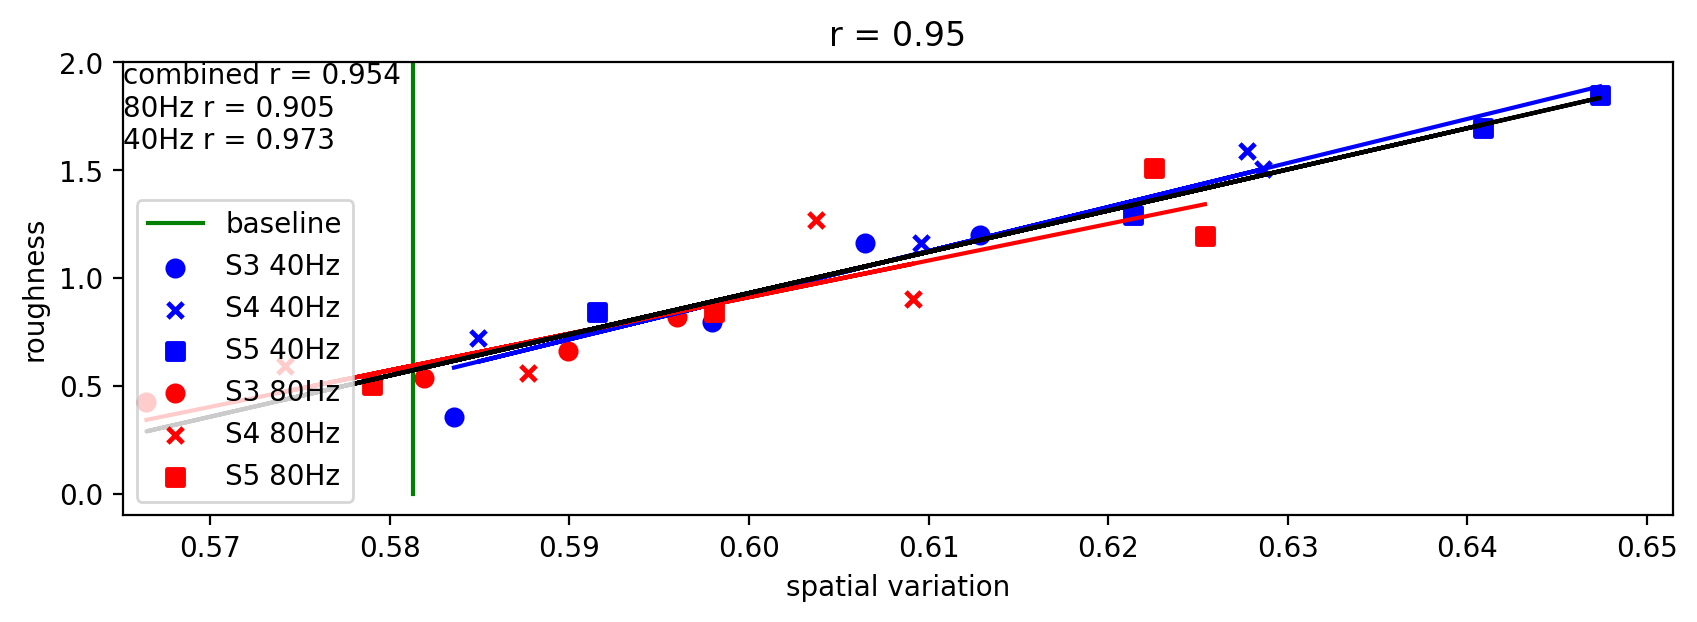 r = 0.95
combined r = 0.954
80Hz r = 0.905
40Hz r = 0.973
baseline
S3 40Hz
S4 40Hz
S5 40Hz
S3 80Hz
S4 80Hz
S5 80Hz
roughness
2.0
1.5
1.0
0.5
0.0
0.57 0.58 0.59 0.60 0.61 0.62 0.63 0.64 0.65
spatial variation